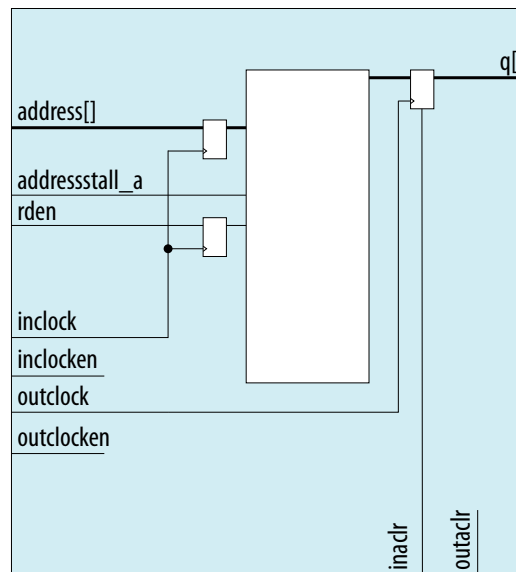 q[
address[]
addressstall_a
rden
inclock
inclocken
outclock
outclocken
inaclr
outaclr